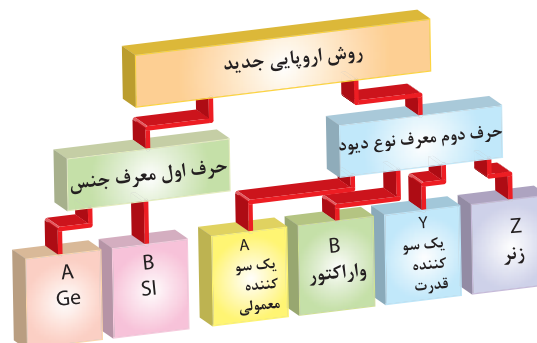 روش اروپایی جدید
حرف دوم معرف نوع دیود
حرف اول معرف جنس
Z
زنر
Y
یک سو
کننده
قدرت
B
واراکتور
A
یک سو
کننده
معمولی
B
SI
A
Ge